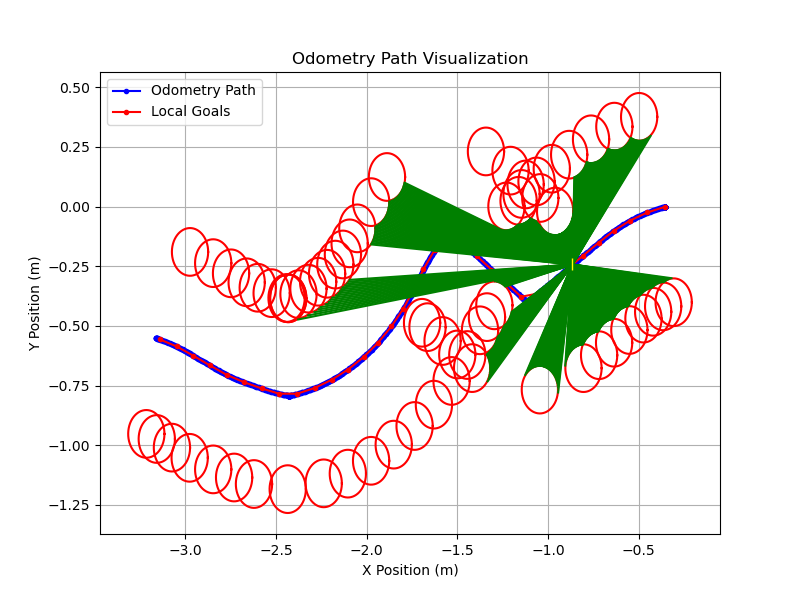 Odometry Path Visualization
Odometry Path
Local Goals
0.50
0.25
0.00
−0.25
−0.50
−0.75
−1.00
−1.25
Y Position (m)
−3.0 −2.5 −2.0 −1.5 −1.0 −0.5
X Position (m)